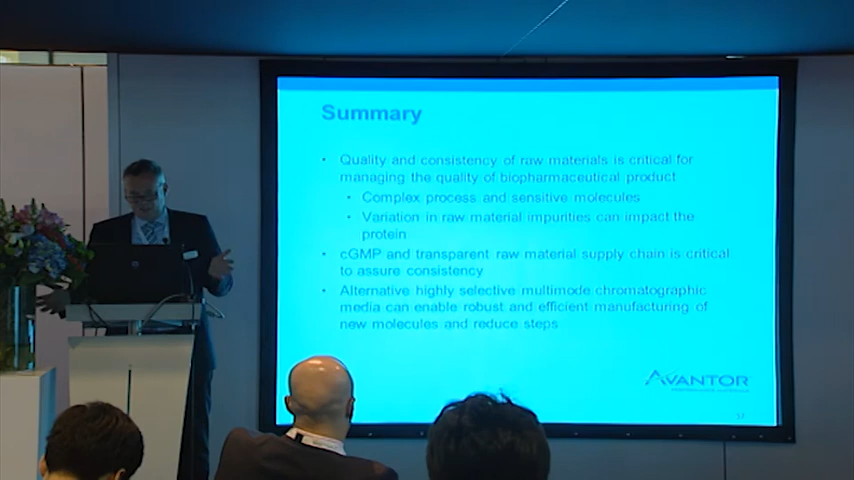 Summary
• Quality and consistency of raw materials is critical for
managing the quality of biopharmaceutical product
• Complex process and sensitive molecules
• Variation in raw material impurities can impact the
protein
• cGMP and transparent raw material supply chain is critical
to assure consistency
• Alternative highly selective multimode chromatographic
media can enable robust and efficient manufacturing of
new molecules and reduce steps
AVANTOR